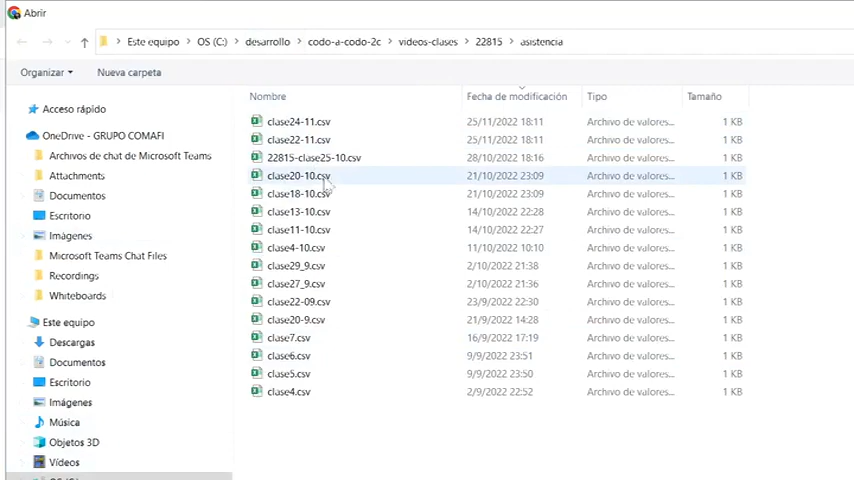 Abrir
Este equipo > OS (C:) > desarrollo > codo-a-codo-2c > videos-clases > 22815 > asistencia
Organizar
Nueva carpeta
Nombre
Fecha de modificación
Tipo
Tamaño
Acceso rápido
OneDrive - GRUPO COMAFI
Archivos de chat de Microsoft Teams
Attachments
Documentos
Escritorio
Imágenes
Microsoft Teams Chat Files
Recordings
Whiteboards
Este equipo
Descargas
Documentos
Escritorio
Imágenes
Música
Objetos 3D
Vídeos
clase24-11.csv 25/11/2022 18:11 Archivo de valores... 1 KB
clase22-11.csv 25/11/2022 18:11 Archivo de valores... 1 KB
22815-clase25-10.csv 28/10/2022 18:16 Archivo de valores... 1 KB
clase20-10.csv 21/10/2022 23:09 Archivo de valores... 1 KB
clase18-10.csv 21/10/2022 23:09 Archivo de valores... 1 KB
clase13-10.csv 14/10/2022 22:28 Archivo de valores... 1 KB
clase11-10.csv 14/10/2022 22:27 Archivo de valores... 1 KB
clase4-10.csv 11/10/2022 10:10 Archivo de valores... 1 KB
clase29_9.csv 2/10/2022 21:38 Archivo de valores... 1 KB
clase27_9.csv 2/10/2022 21:36 Archivo de valores... 1 KB
clase22-09.csv 23/9/2022 22:30 Archivo de valores... 1 KB
clase20-9.csv 21/9/2022 14:28 Archivo de valores... 1 KB
clase7.csv 16/9/2022 17:19 Archivo de valores... 1 KB
clase6.csv 9/9/2022 23:51 Archivo de valores... 1 KB
clase5.csv 9/9/2022 23:50 Archivo de valores... 1 KB
clase4.csv 2/9/2022 22:52 Archivo de valores... 1 KB